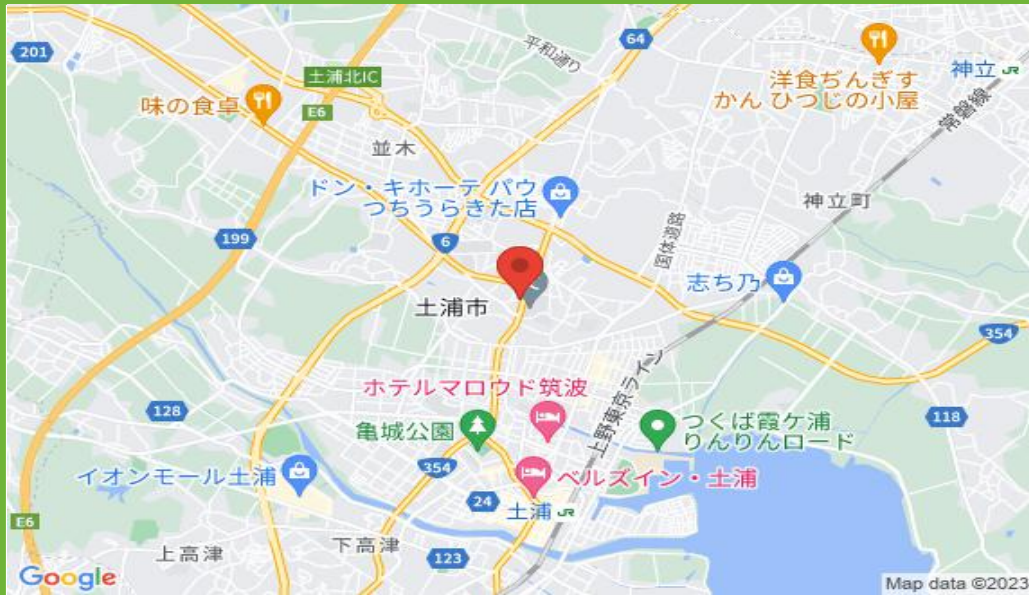 201
64
平和通り
土浦北IC
E6
味の食卓
洋食ぢんぎす
かん ひつじの小屋
神立 JR
常磐線
並木
ドン・キホーテ パウ
つちうらきた店
国体道路
神立町
199
6
志ち乃
土浦市
354
上野東京ライン
ホテルマロウド筑波
128
118
亀城公園
つくば霞ケ浦
りんりんロード
354
イオンモール土浦
24
ベルズイン・土浦
土浦 JR
E6
上高津
下高津
123
Google
Map data ©2023